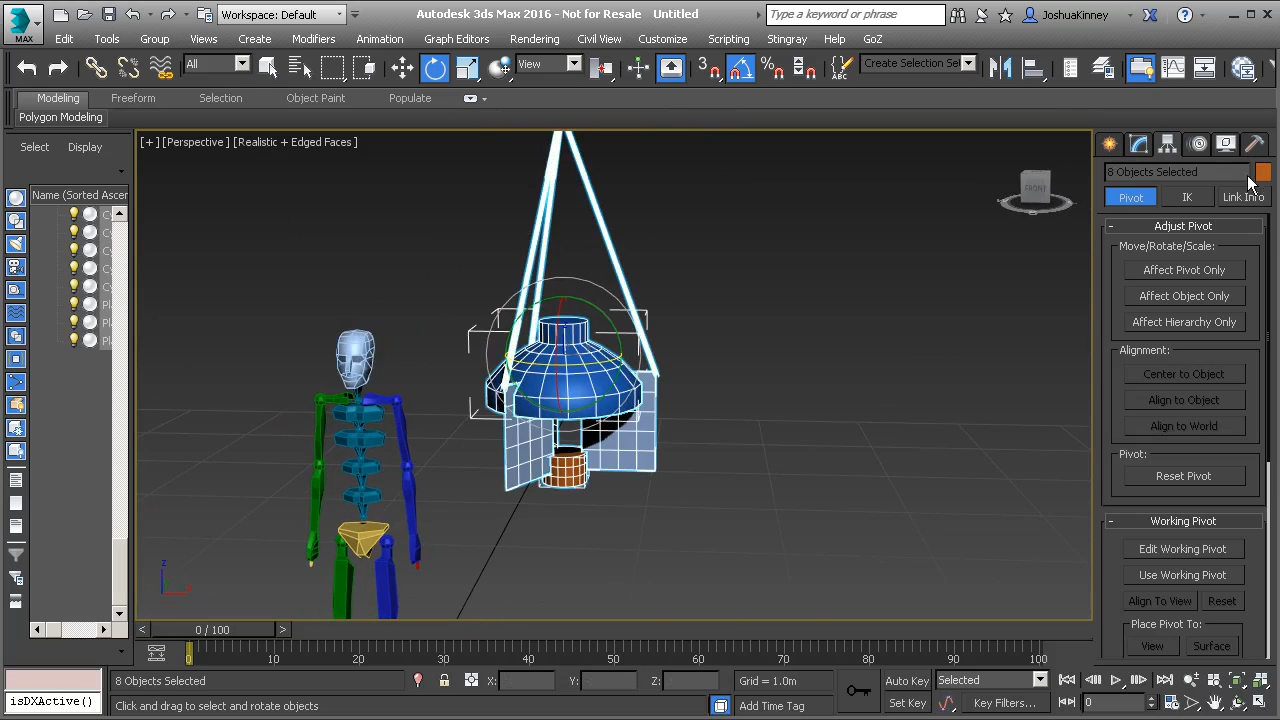 MAX
Workspace: Default
Autodesk 3ds Max 2016 - Not for Resale Untitled
Type a keyword or phrase
JoshuaKinney
Edit Tools Group Views Create Modifiers Animation Graph Editors Rendering Civil View Customize Scripting Stingray Help GoZ
All
View
3
Create Selection Se
Modeling Freeform Selection Object Paint Populate
Polygon Modeling
Select Display
[+] [Perspective] [Realistic + Edged Faces]
FRONT
8 Objects Selected
Name (Sorted Ascen
Pivot IK Link Info
Adjust Pivot
Move/Rotate/Scale:
Affect Pivot Only
Affect Object Only
Affect Hierarchy Only
Alignment:
Center to Object
Align to Object
Align to World
Pivot:
Reset Pivot
Working Pivot
Edit Working Pivot
Use Working Pivot
Align To View Reset
Place Pivot To:
View Surface
z
0 / 100
0 10 20 30 40 50 60 70 80 90 100
8 Objects Selected
X: Y: Z:
Grid = 1.0m
Auto Key
Selected
isDXActive()
Click and drag to select and rotate objects
Add Time Tag
Set Key
Key Filters...
0